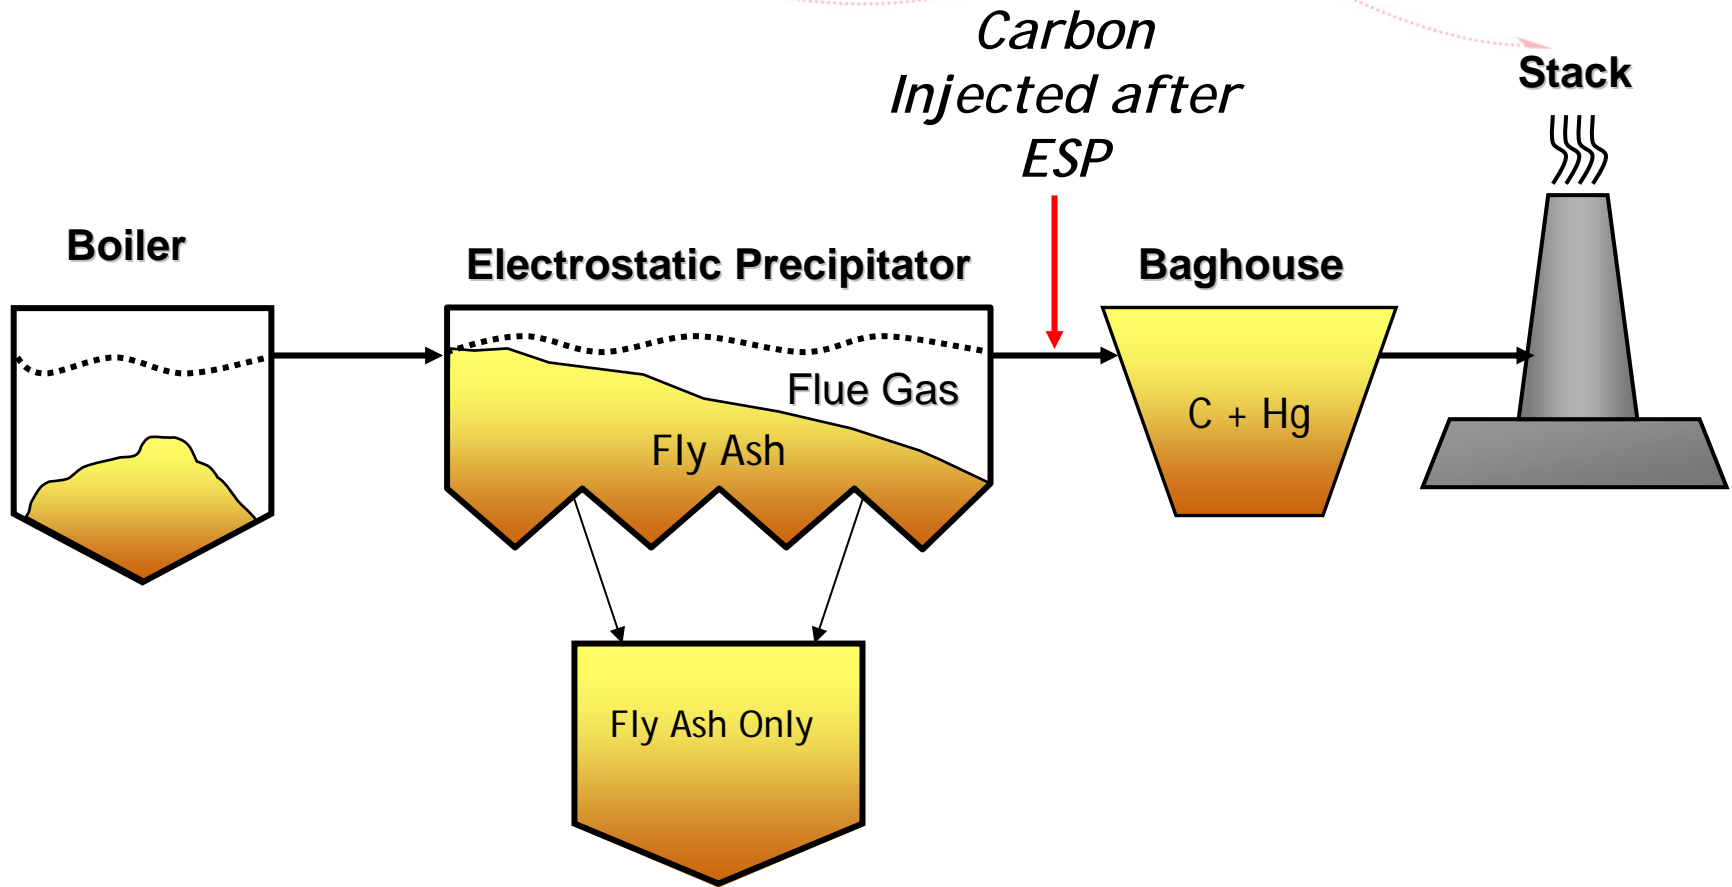 Carbon
Injected after
ESP
Stack
Boiler
Electrostatic Precipitator
Baghouse
Flue Gas
Fly Ash
C + Hg
Fly Ash Only